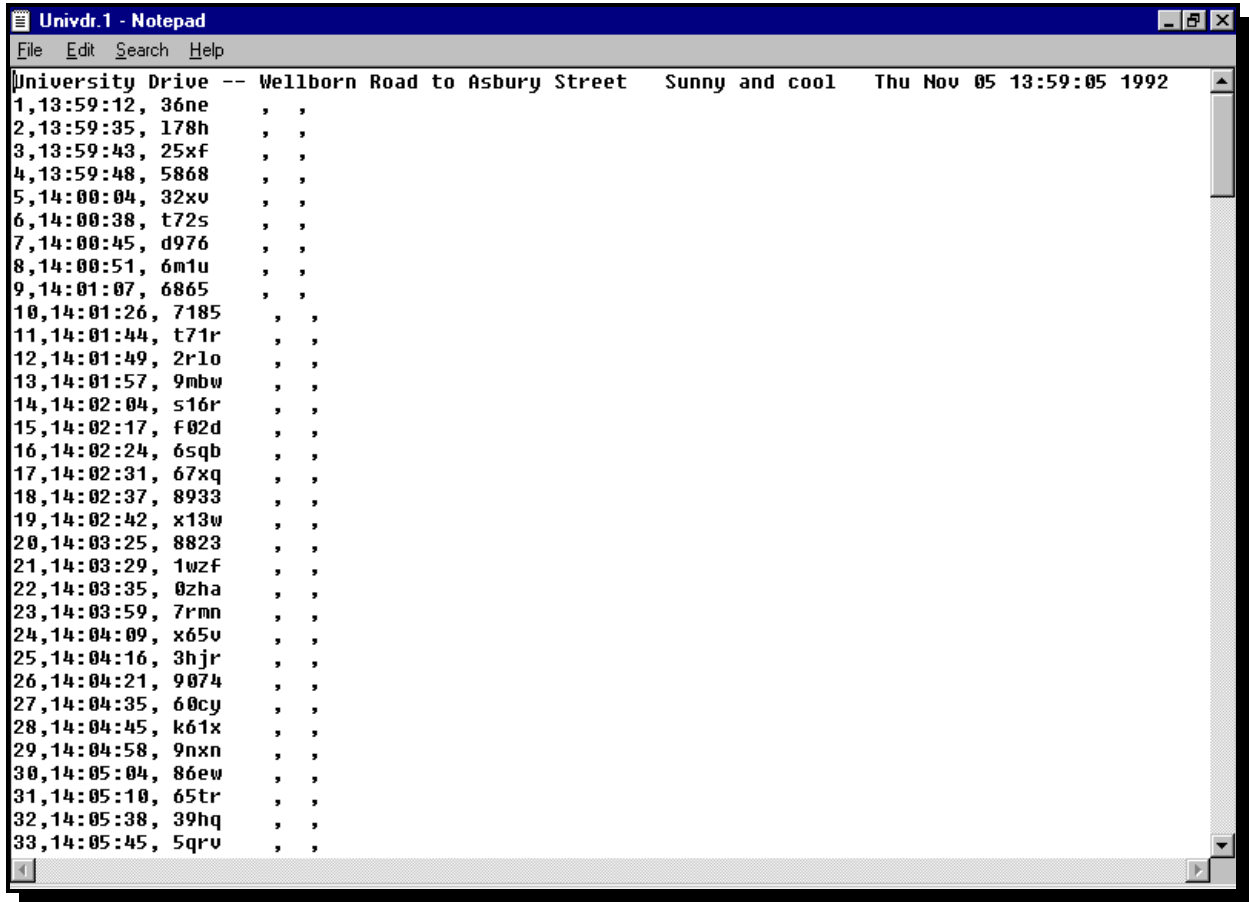 Univdr.1 - Notepad
File Edit Search Help
University Drive -- Wellborn Road to Asbury Street   Sunny and cool   Thu Nov 05 13:59:05 1992
1,13:59:12, 36ne    ,  ,
2,13:59:35, l78h    ,  ,
3,13:59:43, 25xf    ,  ,
4,13:59:48, 5868    ,  ,
5,14:00:04, 32xv    ,  ,
6,14:00:38, t72s    ,  ,
7,14:00:45, d976    ,  ,
8,14:00:51, 6m1u    ,  ,
9,14:01:07, 6865    ,  ,
10,14:01:26, 7185    ,  ,
11,14:01:44, t71r    ,  ,
12,14:01:49, 2rlo    ,  ,
13,14:01:57, 9mbw    ,  ,
14,14:02:04, s16r    ,  ,
15,14:02:17, f02d    ,  ,
16,14:02:24, 6sqb    ,  ,
17,14:02:31, 67xq    ,  ,
18,14:02:37, 8933    ,  ,
19,14:02:42, x13w    ,  ,
20,14:03:25, 8823    ,  ,
21,14:03:29, 1wzf    ,  ,
22,14:03:35, 0zha    ,  ,
23,14:03:59, 7rmn    ,  ,
24,14:04:09, x65v    ,  ,
25,14:04:16, 3hjr    ,  ,
26,14:04:21, 9074    ,  ,
27,14:04:35, 60cy    ,  ,
28,14:04:45, k61x    ,  ,
29,14:04:58, 9nxn    ,  ,
30,14:05:04, 86ew    ,  ,
31,14:05:10, 65tr    ,  ,
32,14:05:38, 39hq    ,  ,
33,14:05:45, 5qrv    ,  ,